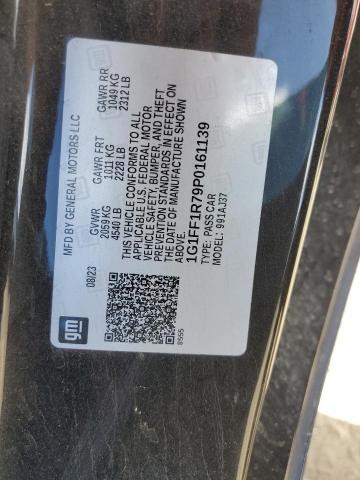 MFD BY GENERAL MOTORS LLC
08/23
GVWR GAWR FRT GAWR RR
2059 KG 1011 KG 1049 KG
4540 LB 2228 LB 2312 LB
THIS VEHICLE CONFORMS TO ALL
APPLICABLE U.S. FEDERAL MOTOR
VEHICLE SAFETY, BUMPER, AND THEFT
PREVENTION STANDARDS IN EFFECT ON
THE DATE OF MANUFACTURE SHOWN
ABOVE.
1G1FF1R79P0161139
TYPE: PASS CAR
MODEL: 991AJ37
gm